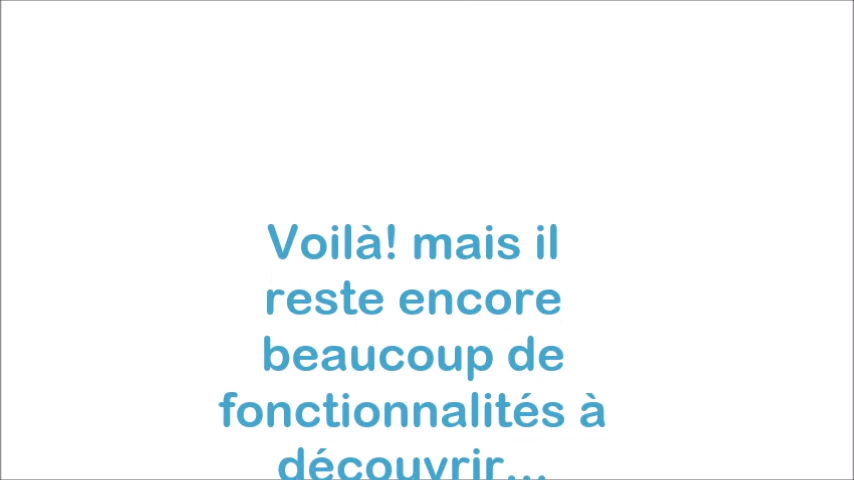 Voilà! mais il
reste encore
beaucoup de
fonctionnalités à
découvrir...